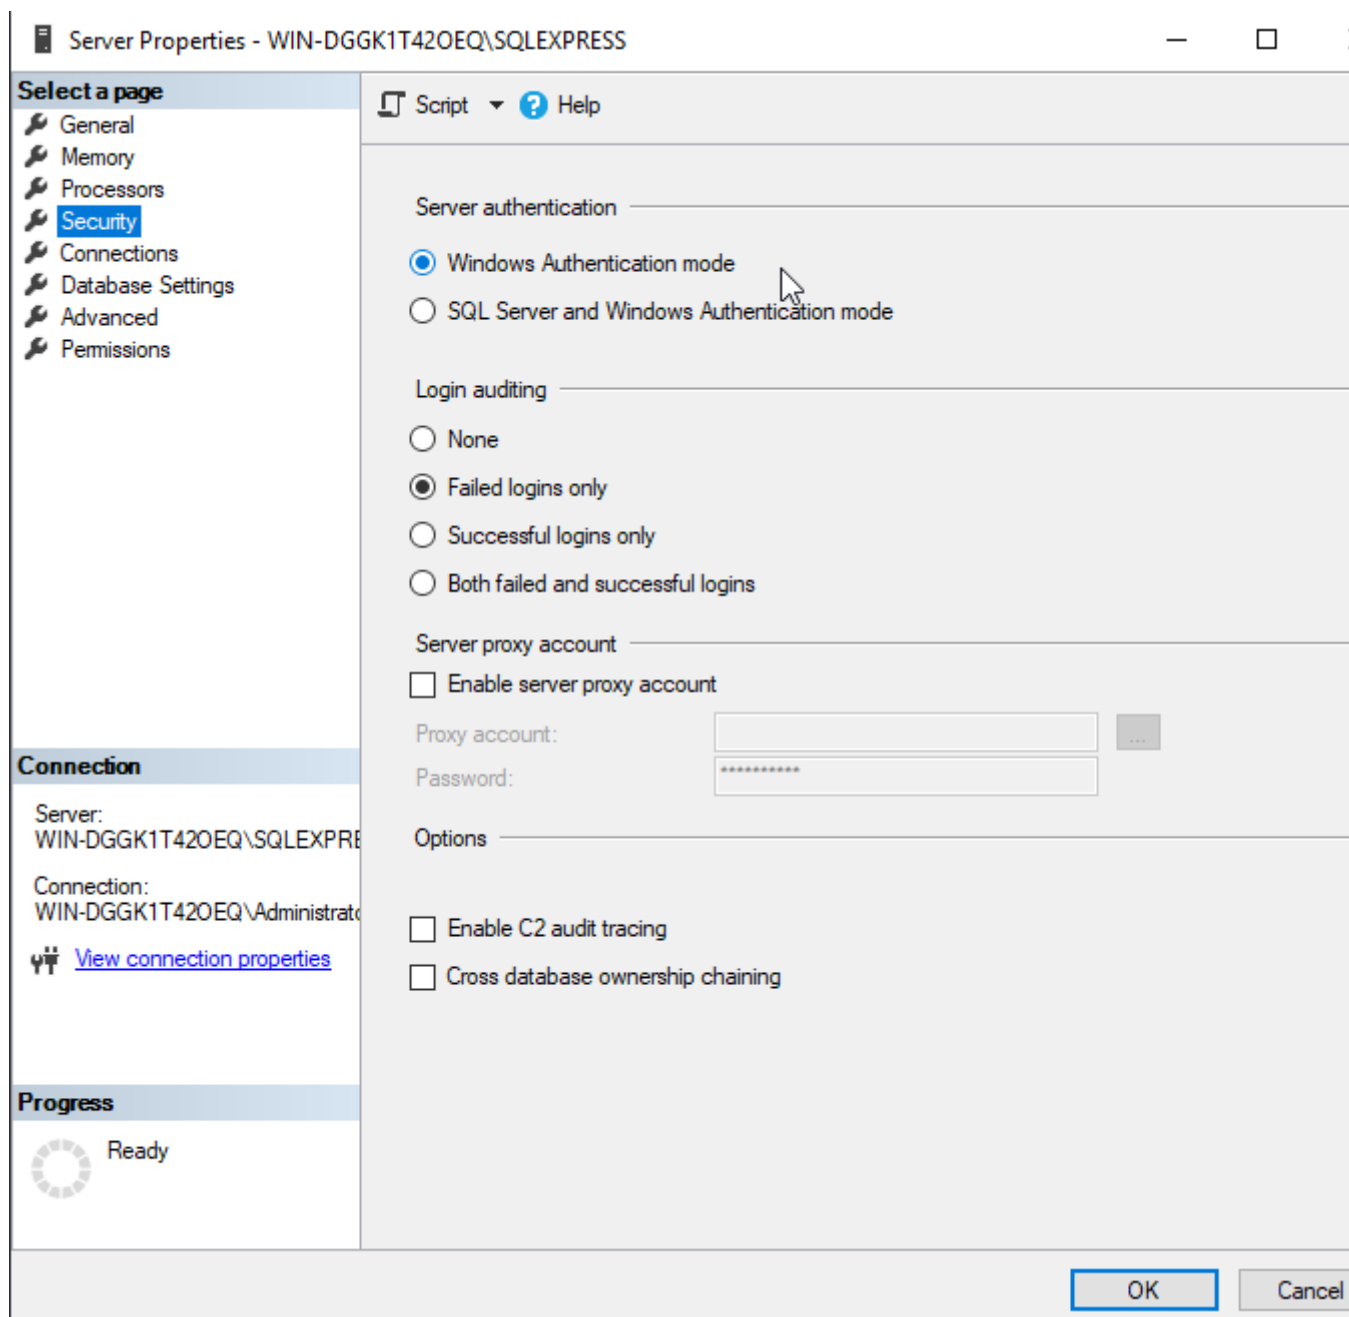 Server Properties - WIN-DGGK1T42OEQ\SQLEXPRESS
Select a page
General
Memory
Processors
Security
Connections
Database Settings
Advanced
Permissions
Script
Help
Server authentication
Windows Authentication mode
SQL Server and Windows Authentication mode
Login auditing
None
Failed logins only
Successful logins only
Both failed and successful logins
Server proxy account
Enable server proxy account
Proxy account:
...
Password:
**********
Options
Enable C2 audit tracing
Cross database ownership chaining
Connection
Server:
WIN-DGGK1T42OEQ\SQLEXPRE
Connection:
WIN-DGGK1T42OEQ\Administrato
View connection properties
Progress
Ready
OK
Cancel